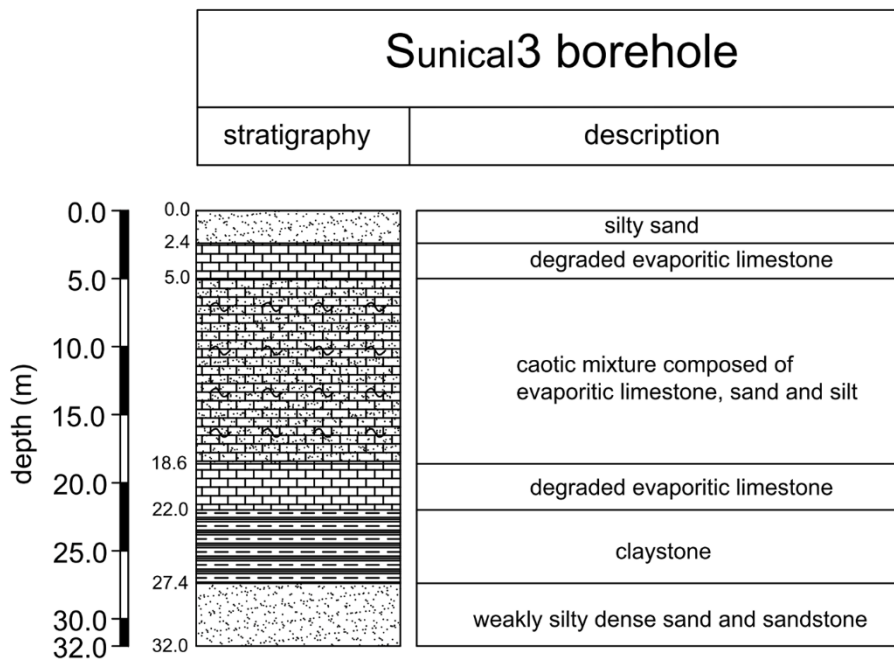 Sunical3 borehole
stratigraphy
description
depth (m)
0.0
5.0
10.0
15.0
20.0
25.0
30.0
32.0
0.0
2.4
5.0
18.6
22.0
27.4
32.0
silty sand
degraded evaporitic limestone
caotic mixture composed of
evaporitic limestone, sand and silt
degraded evaporitic limestone
claystone
weakly silty dense sand and sandstone